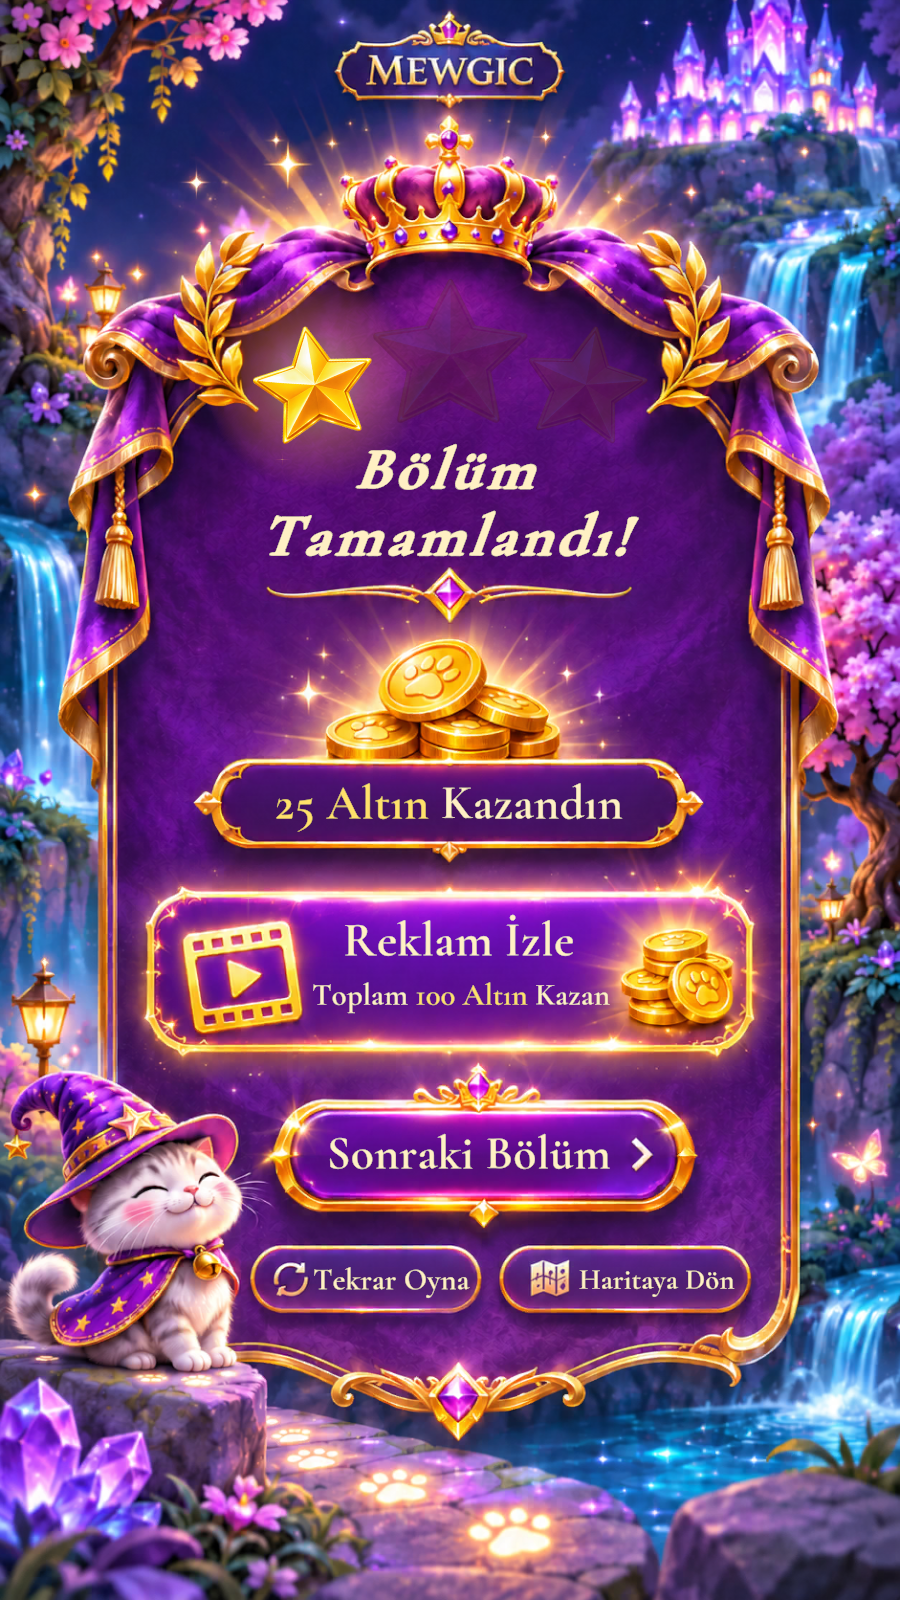 MEWGIC
Bölüm
Tamamlandı!
25 Altın Kazandın
Reklam İzle
Toplam 100 Altın Kazan
Sonraki Bölüm
Tekrar Oyna
Haritaya Dön